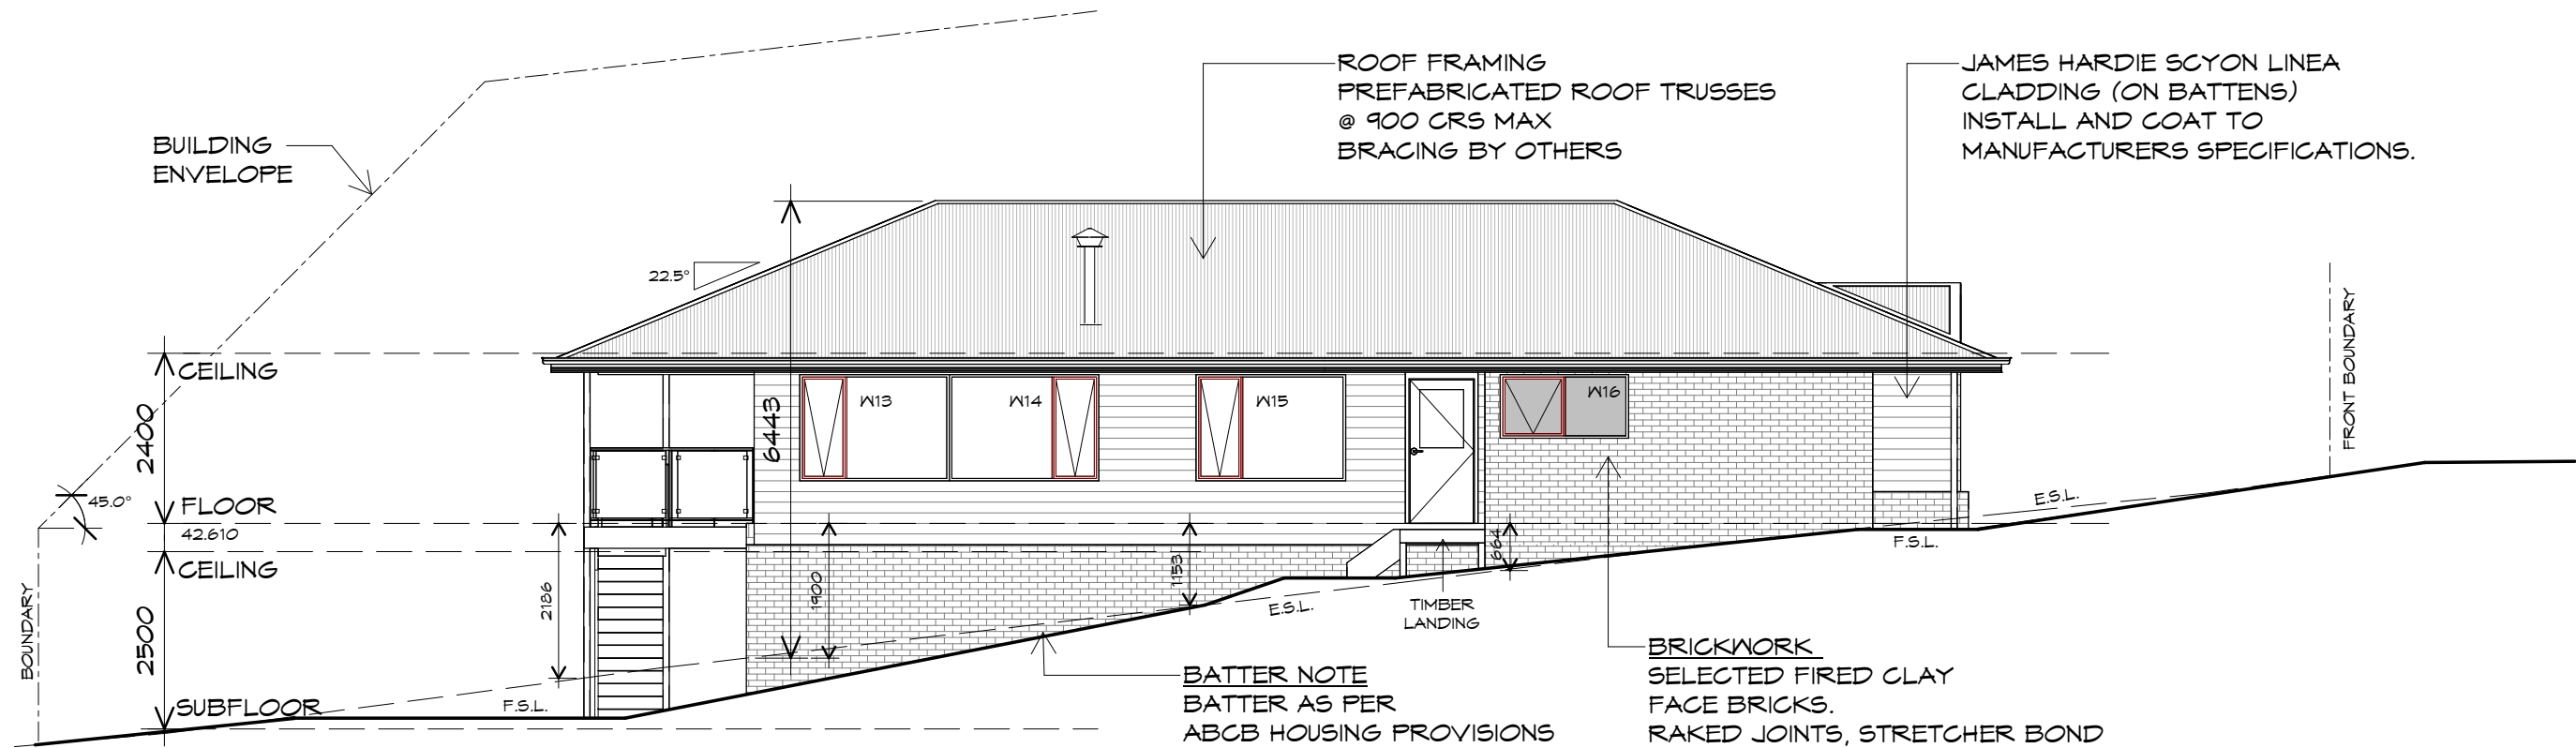 ROOF FRAMING
PREFABRICATED ROOF TRUSSES
@ 900 CRS MAX
BRACING BY OTHERS
JAMES HARDIE SCYON LINEA
CLADDING (ON BATTENS)
INSTALL AND COAT TO
MANUFACTURERS SPECIFICATIONS.
BUILDING
ENVELOPE
22.5°
CEILING
2400
FLOOR
42.610
45.0°
CEILING
2500
SUBFLOOR
BOUNDARY
F.S.L.
2186
6443
1900
1153
664
W13
W14
W15
W16
E.S.L.
TIMBER
LANDING
F.S.L.
E.S.L.
FRONT BOUNDARY
BATTER NOTE
BATTER AS PER
ABCB HOUSING PROVISIONS
BRICKWORK
SELECTED FIRED CLAY
FACE BRICKS.
RAKED JOINTS, STRETCHER BOND